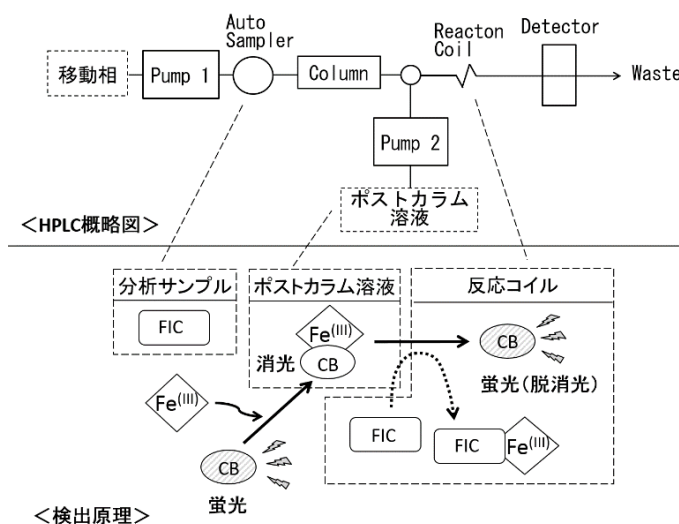 Auto
Sampler
Reacton
Coil
Detector
移動相
Pump 1
Column
Waste
Pump 2
ポストカラム
溶液
＜HPLC概略図＞
分析サンプル
ポストカラム溶液
反応コイル
FIC
Fe(III)
消光
CB
CB
蛍光(脱消光)
Fe(III)
FIC
FIC
Fe(III)
CB
蛍光
＜検出原理＞